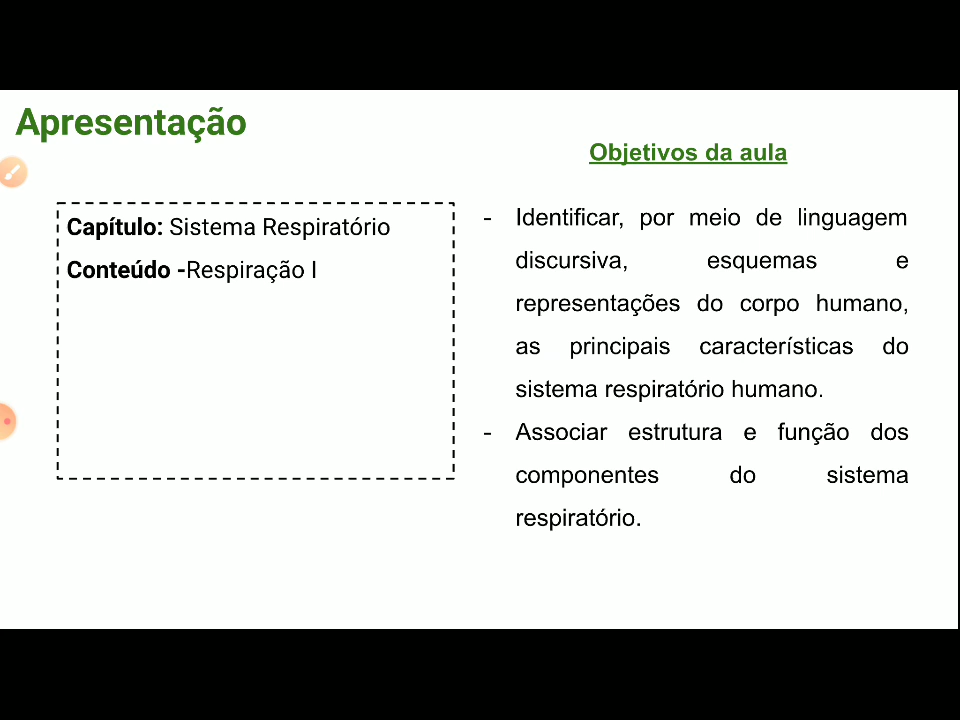 Apresentação
Capítulo: Sistema Respiratório
Conteúdo -Respiração I
Objetivos da aula
- Identificar, por meio de linguagem
discursiva, esquemas e
representações do corpo humano,
as principais características do
sistema respiratório humano.
- Associar estrutura e função dos
componentes do sistema
respiratório.